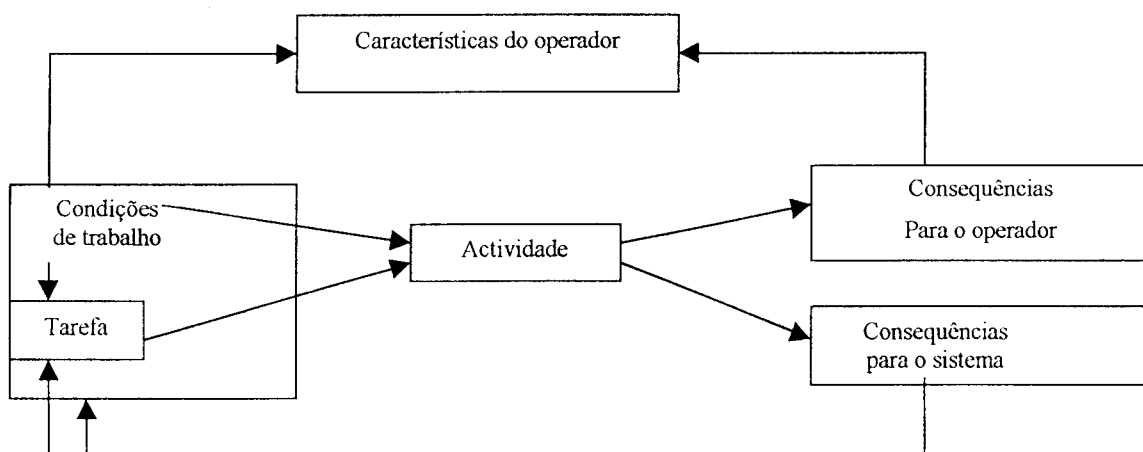 Características do operador
Condições
de trabalho
Tarefa
Actividade
Consequências
Para o operador
Consequências
para o sistema